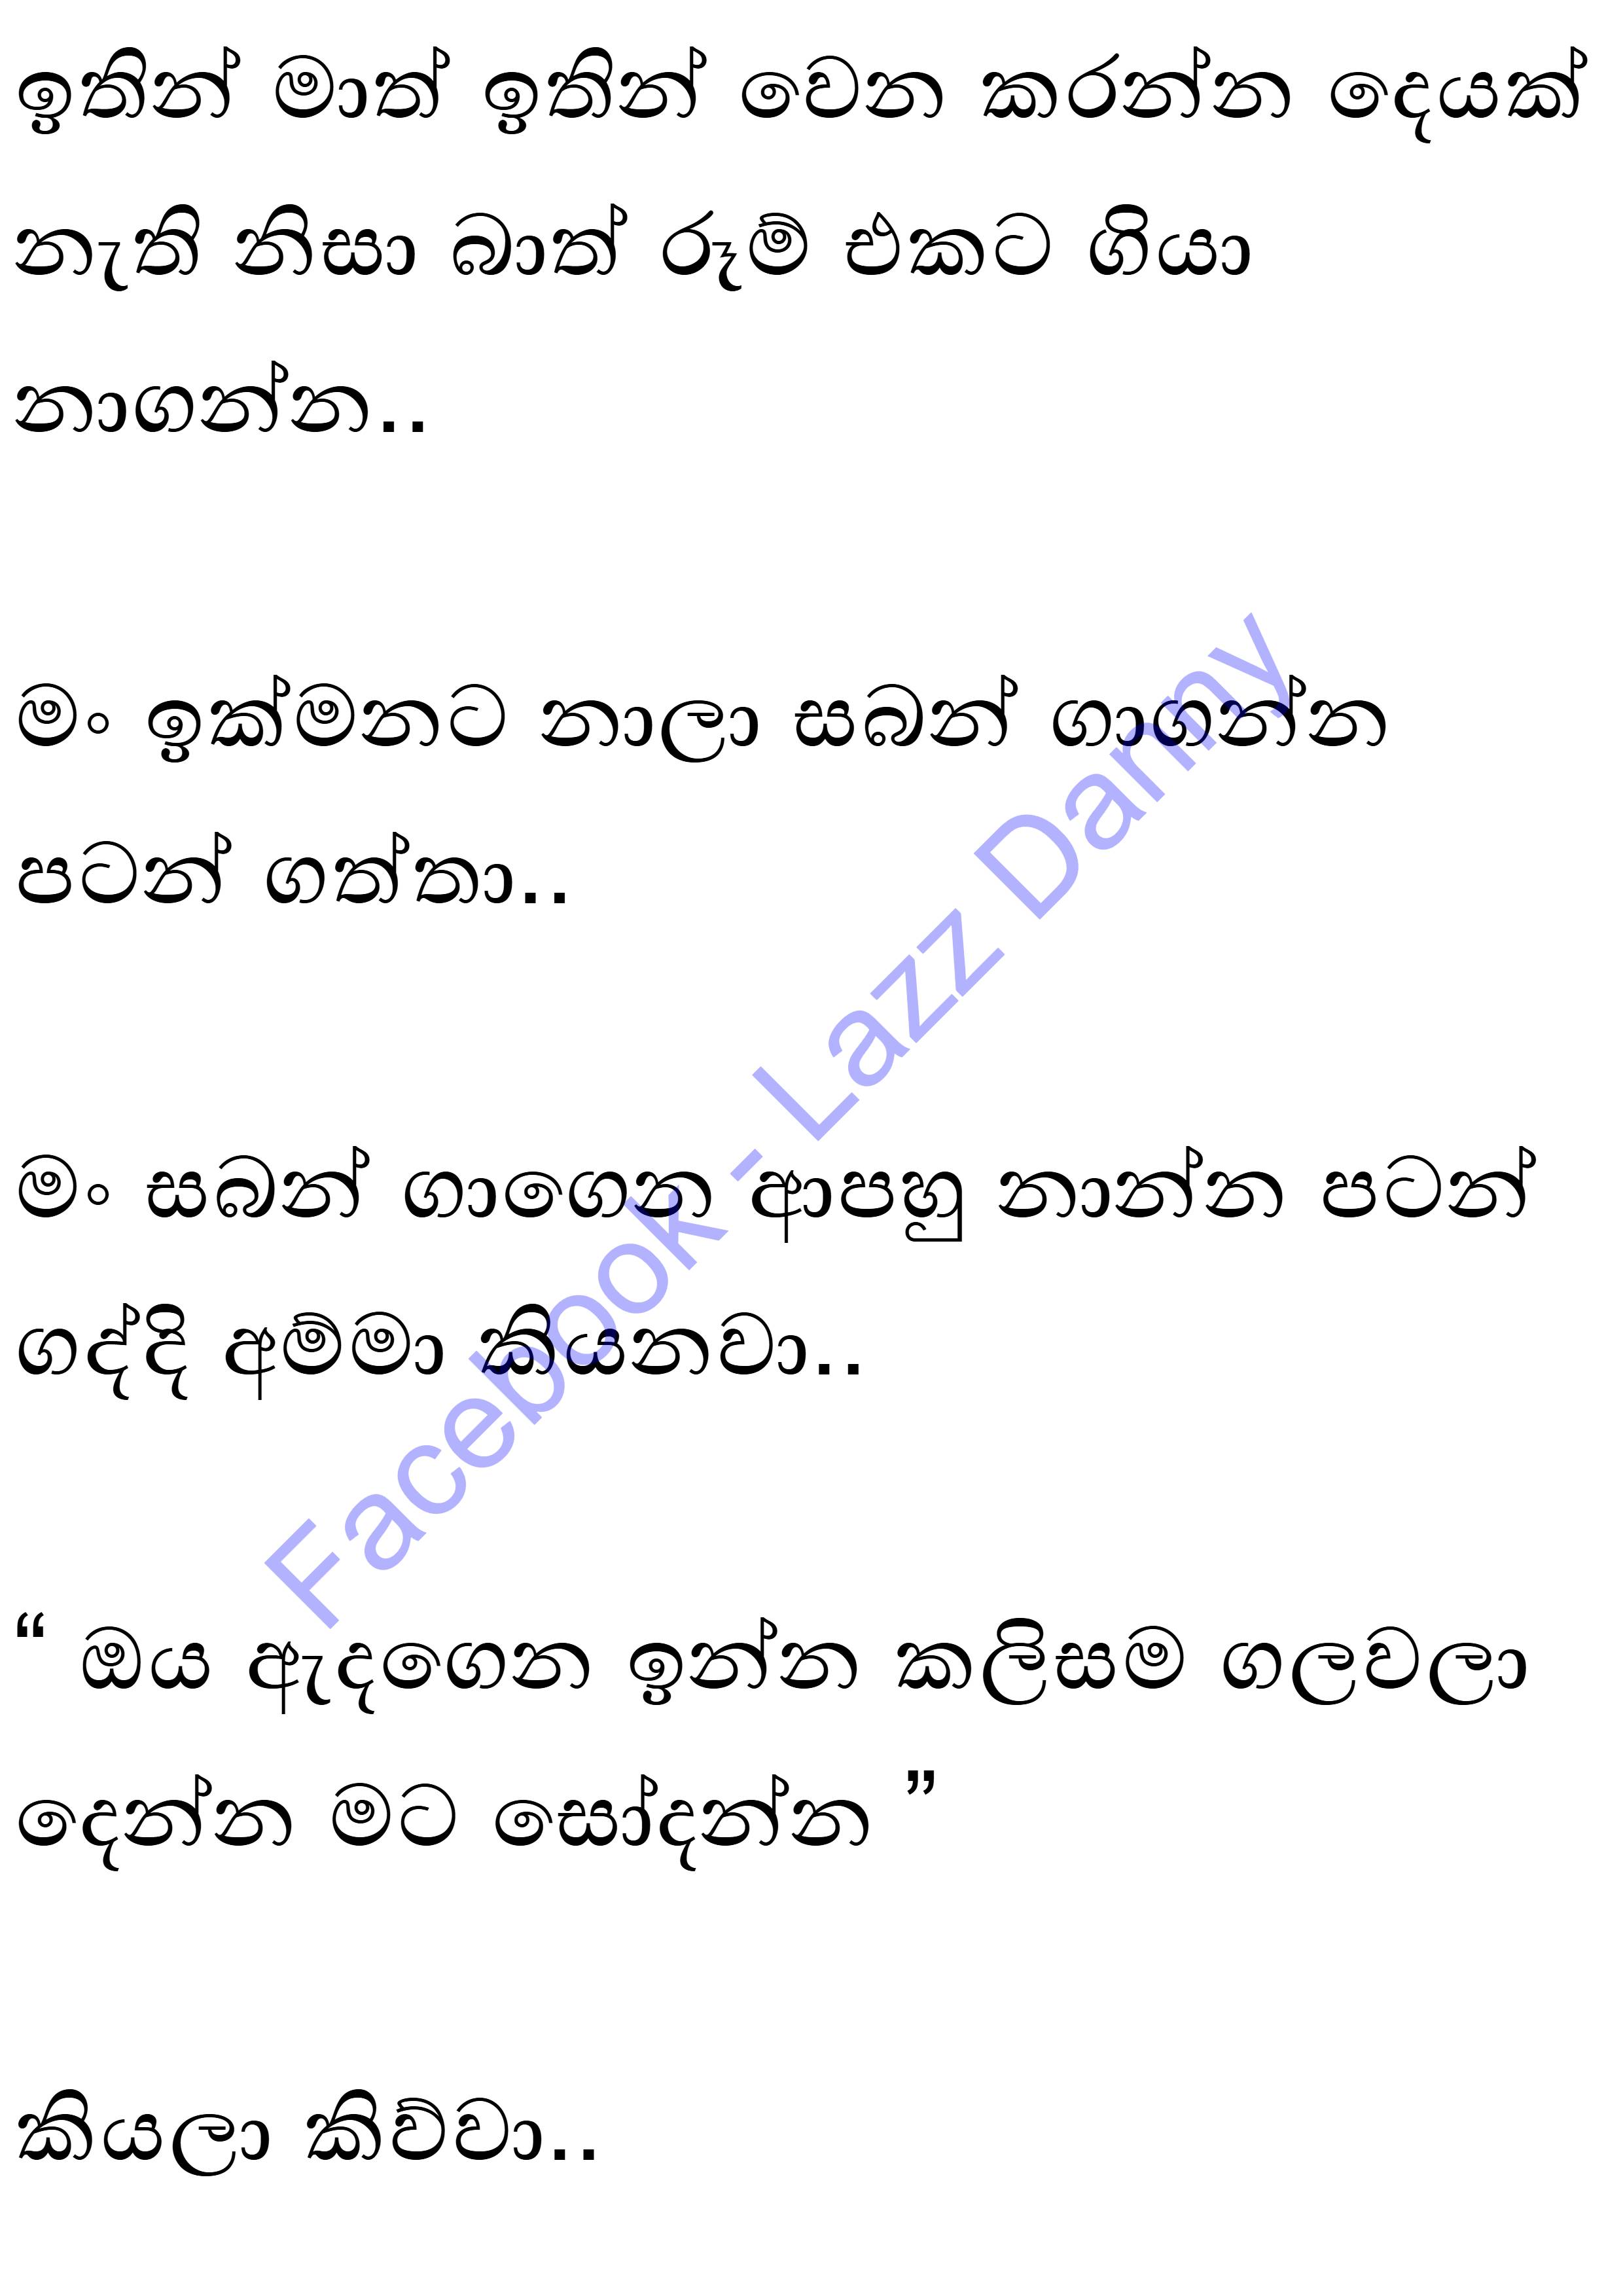 ඉතින් මාත් ඉතින් වෙන කරන්න දෙයක්
නැති නිසා බාත් රූම් එකට ගියා
නාගන්න..
මං ඉක්මනට නාලා සබන් ගාගන්න
පටන් ගත්තා..
මං සබන් ගාගෙන ආපහු නාන්න පටන්
ගද්දි අම්මා කියනවා..
“ ඔය ඇදගෙන ඉන්න කලිසම ගලවලා
දෙන්න මට සෝදන්න ”
කියලා කිව්වා..
Facebook - Lazz Danny